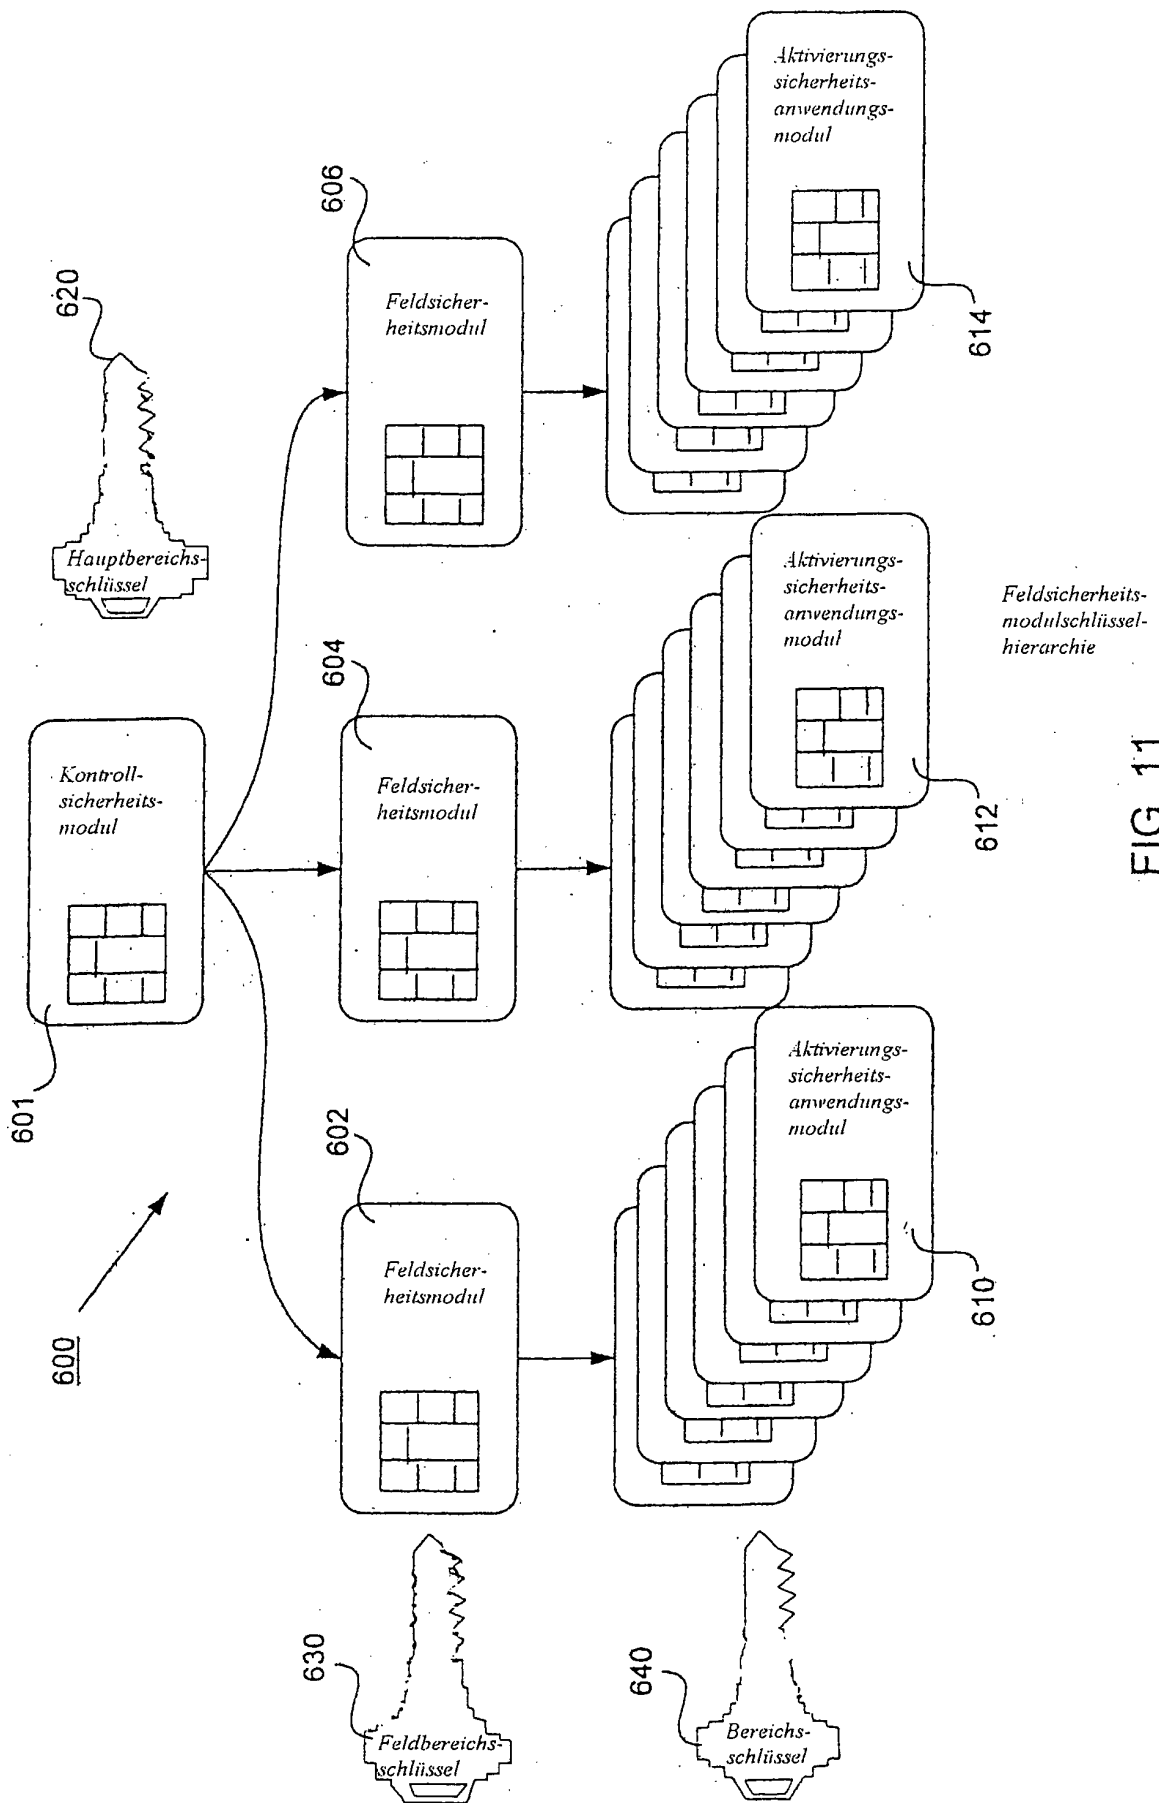 620
Hauptbereichs-
schlüssel
601
Kontroll-
sicherheits-
modul
600
606
Feldsicher-
heitsmodul
604
Feldsicher-
heitsmodul
602
Feldsicher-
heitsmodul
630
Feldbereichs-
schlüssel
Aktivierungs-
sicherheits-
anwendungs-
modul
614
Aktivierungs-
sicherheits-
anwendungs-
modul
612
Aktivierungs-
sicherheits-
anwendungs-
modul
610
640
Bereichs-
schlüssel
Feldsicherheits-
modulschlüssel-
hierarchie
FIG. 11